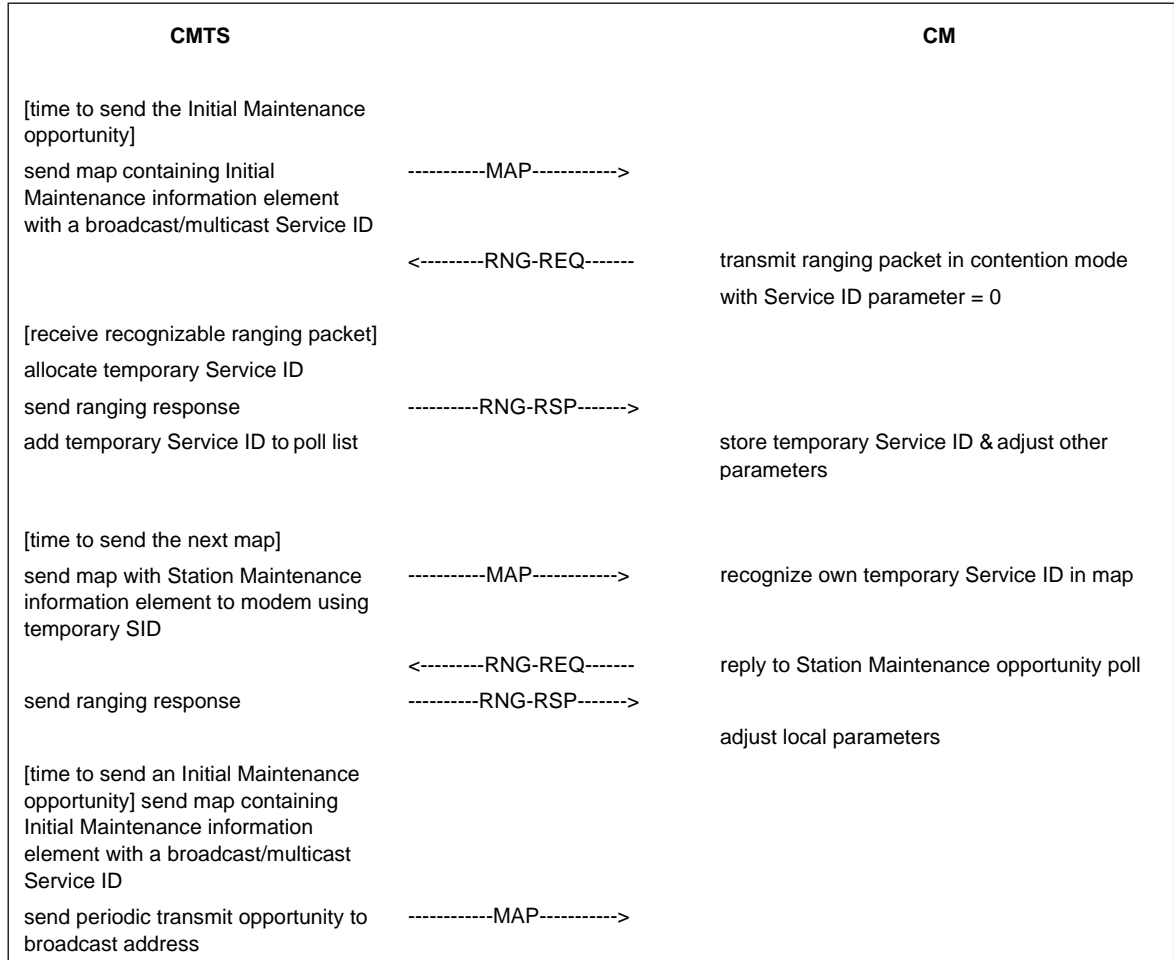 CMTS CM
[time to send the Initial Maintenance
opportunity]
send map containing Initial -----------MAP------------>
Maintenance information element
with a broadcast/multicast Service ID
<---------RNG-REQ------- transmit ranging packet in contention mode
with Service ID parameter = 0
[receive recognizable ranging packet]
allocate temporary Service ID
send ranging response ----------RNG-RSP------->
add temporary Service ID to poll list store temporary Service ID & adjust other
parameters
[time to send the next map]
send map with Station Maintenance -----------MAP------------> recognize own temporary Service ID in map
information element to modem using
temporary SID
<---------RNG-REQ------- reply to Station Maintenance opportunity poll
send ranging response ----------RNG-RSP------->
adjust local parameters
[time to send an Initial Maintenance
opportunity] send map containing
Initial Maintenance information
element with a broadcast/multicast
Service ID
send periodic transmit opportunity to ------------MAP----------->
broadcast address